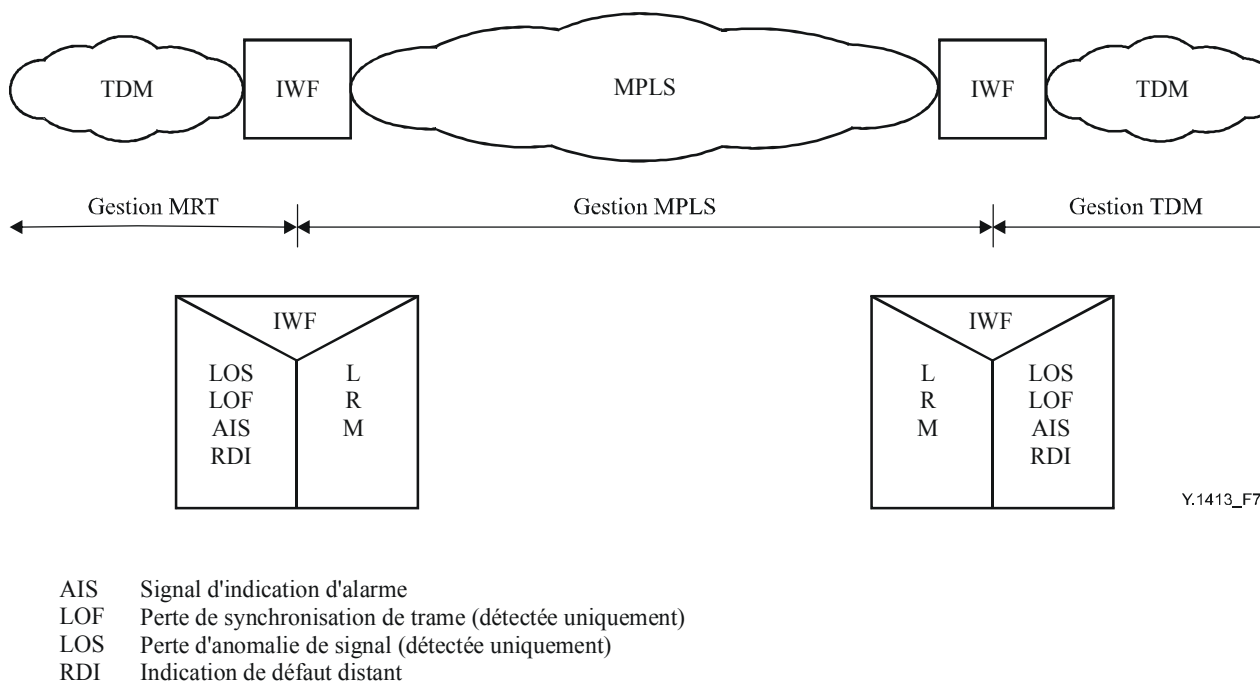 TDM IWF MPLS IWF TDM
Gestion MRT Gestion MPLS Gestion TDM
IWF IWF
LOS L L LOS
LOF R R LOF
AIS M M AIS
RDI RDI
Y.1413_F7
AIS Signal d'indication d'alarme
LOF Perte de synchronisation de trame (détectée uniquement)
LOS Perte d'anomalie de signal (détectée uniquement)
RDI Indication de défaut distant